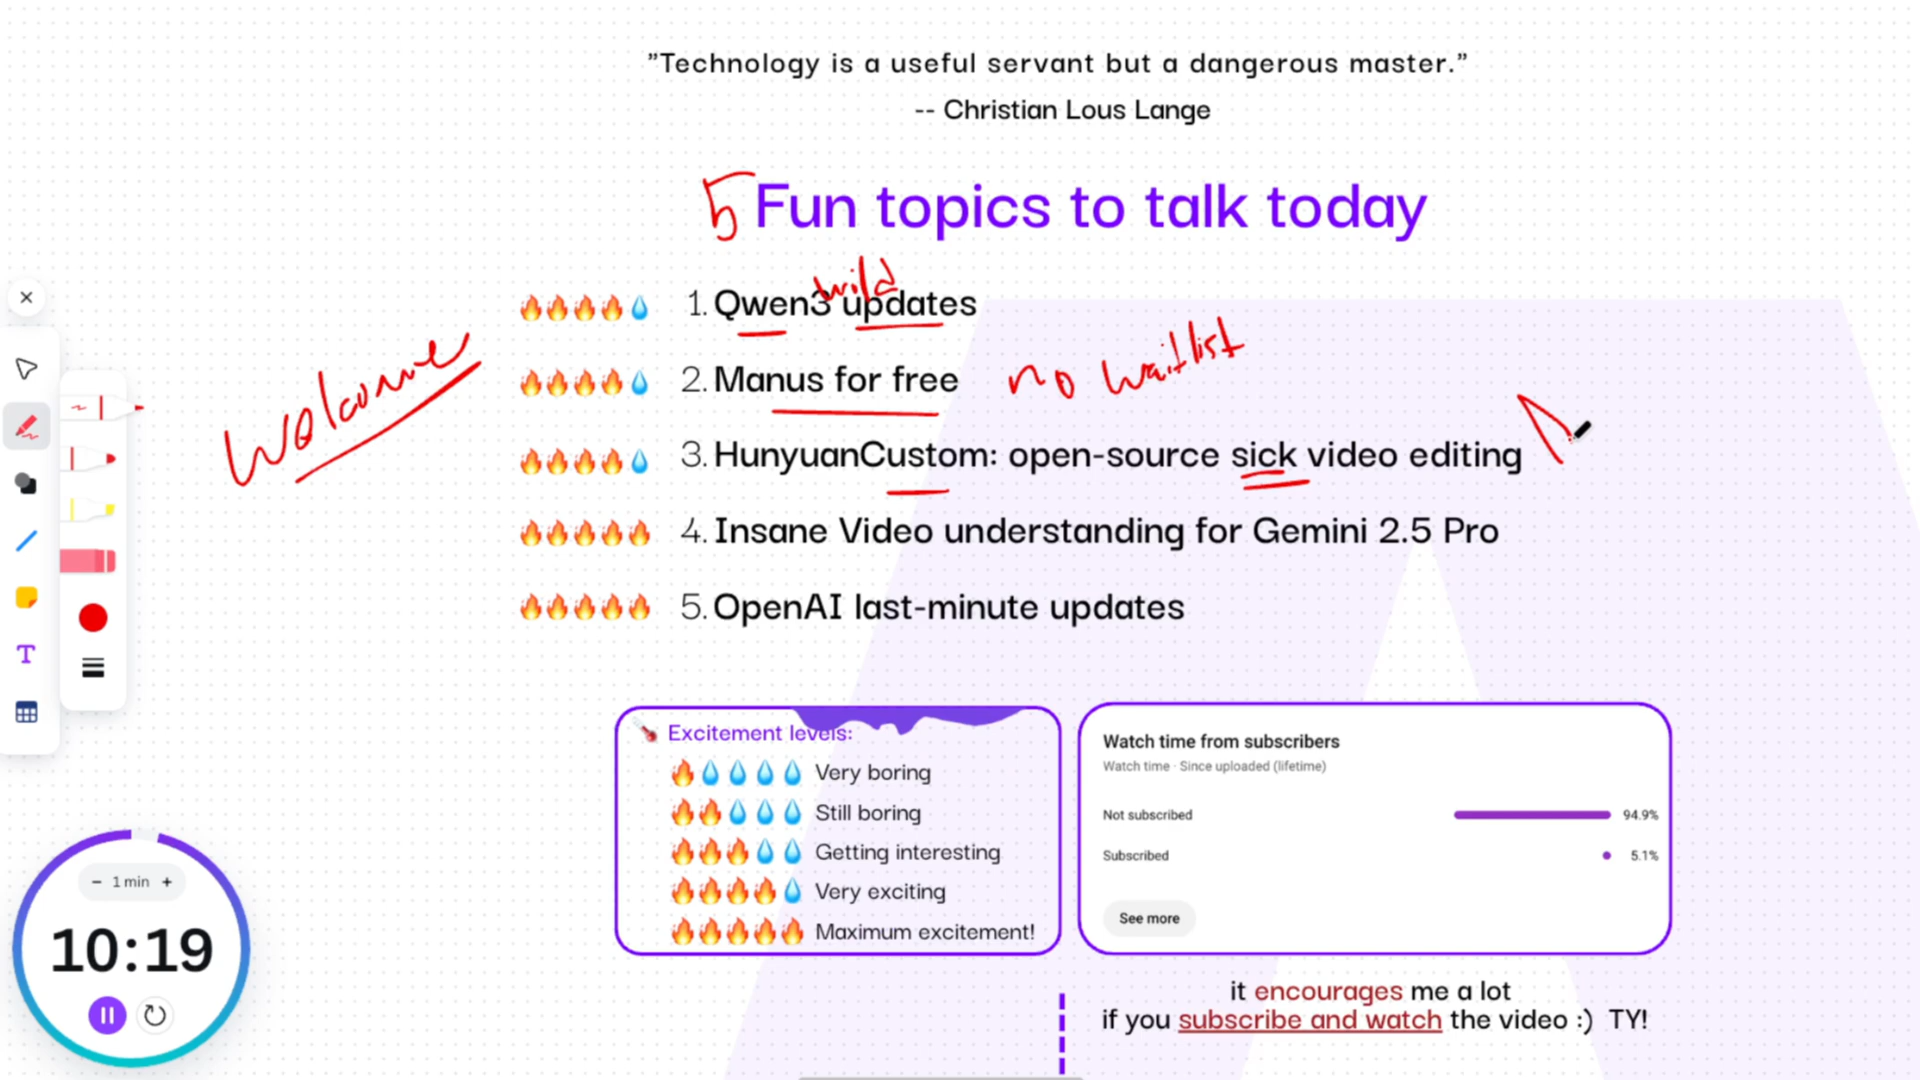 "Technology is a useful servant but a dangerous master."
-- Christian Lous Lange
5 Fun topics to talk today
wild
1. Qwen3 updates
2. Manus for free no waitlist
Welcome
3. HunyuanCustom: open-source sick video editing
4. Insane Video understanding for Gemini 2.5 Pro
5. OpenAI last-minute updates
T
Excitement levels:
Very boring
Still boring
Getting interesting
Very exciting
Maximum excitement!
Watch time from subscribers
Watch time · Since uploaded (lifetime)
Not subscribed 94.9%
Subscribed 5.1%
See more
- 1 min +
10:19
it encourages me a lot
if you subscribe and watch the video :) TY!